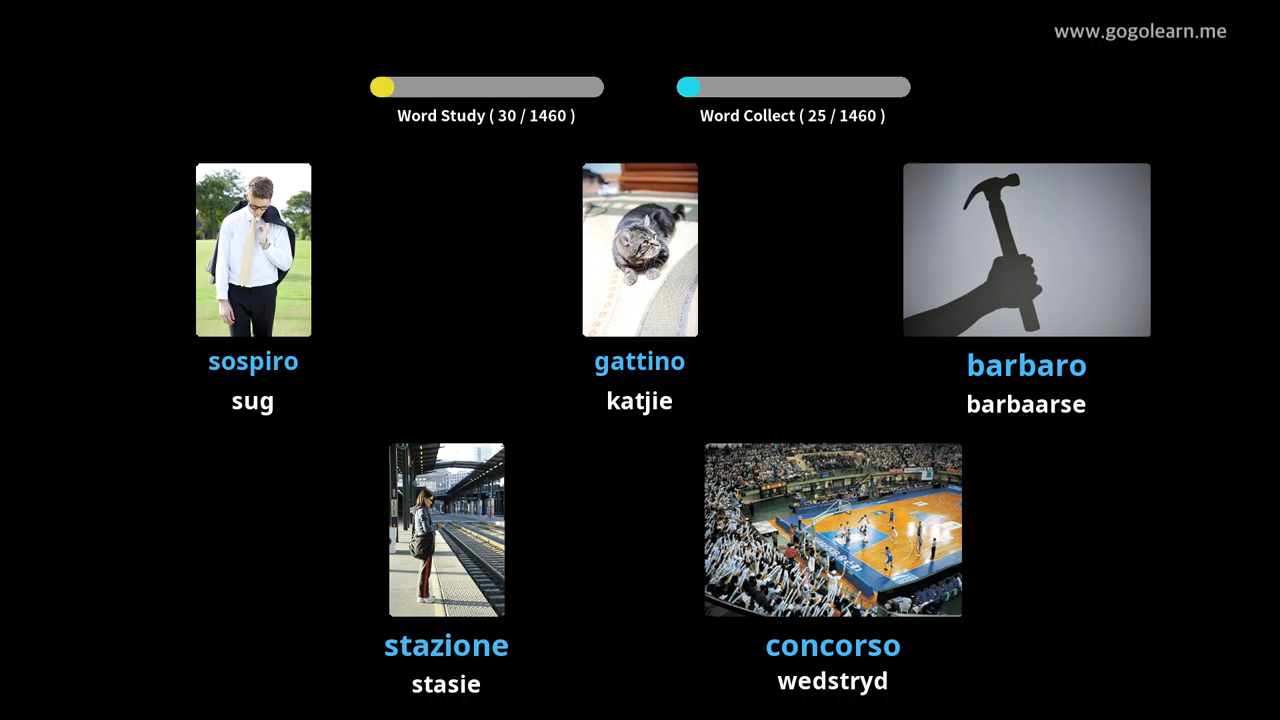 www.gogolearn.me
Word Study ( 30 / 1460 )
Word Collect ( 25 / 1460 )
sospiro
sug
gattino
katjie
barbaro
barbaarse
stazione
stasie
concorso
wedstryd